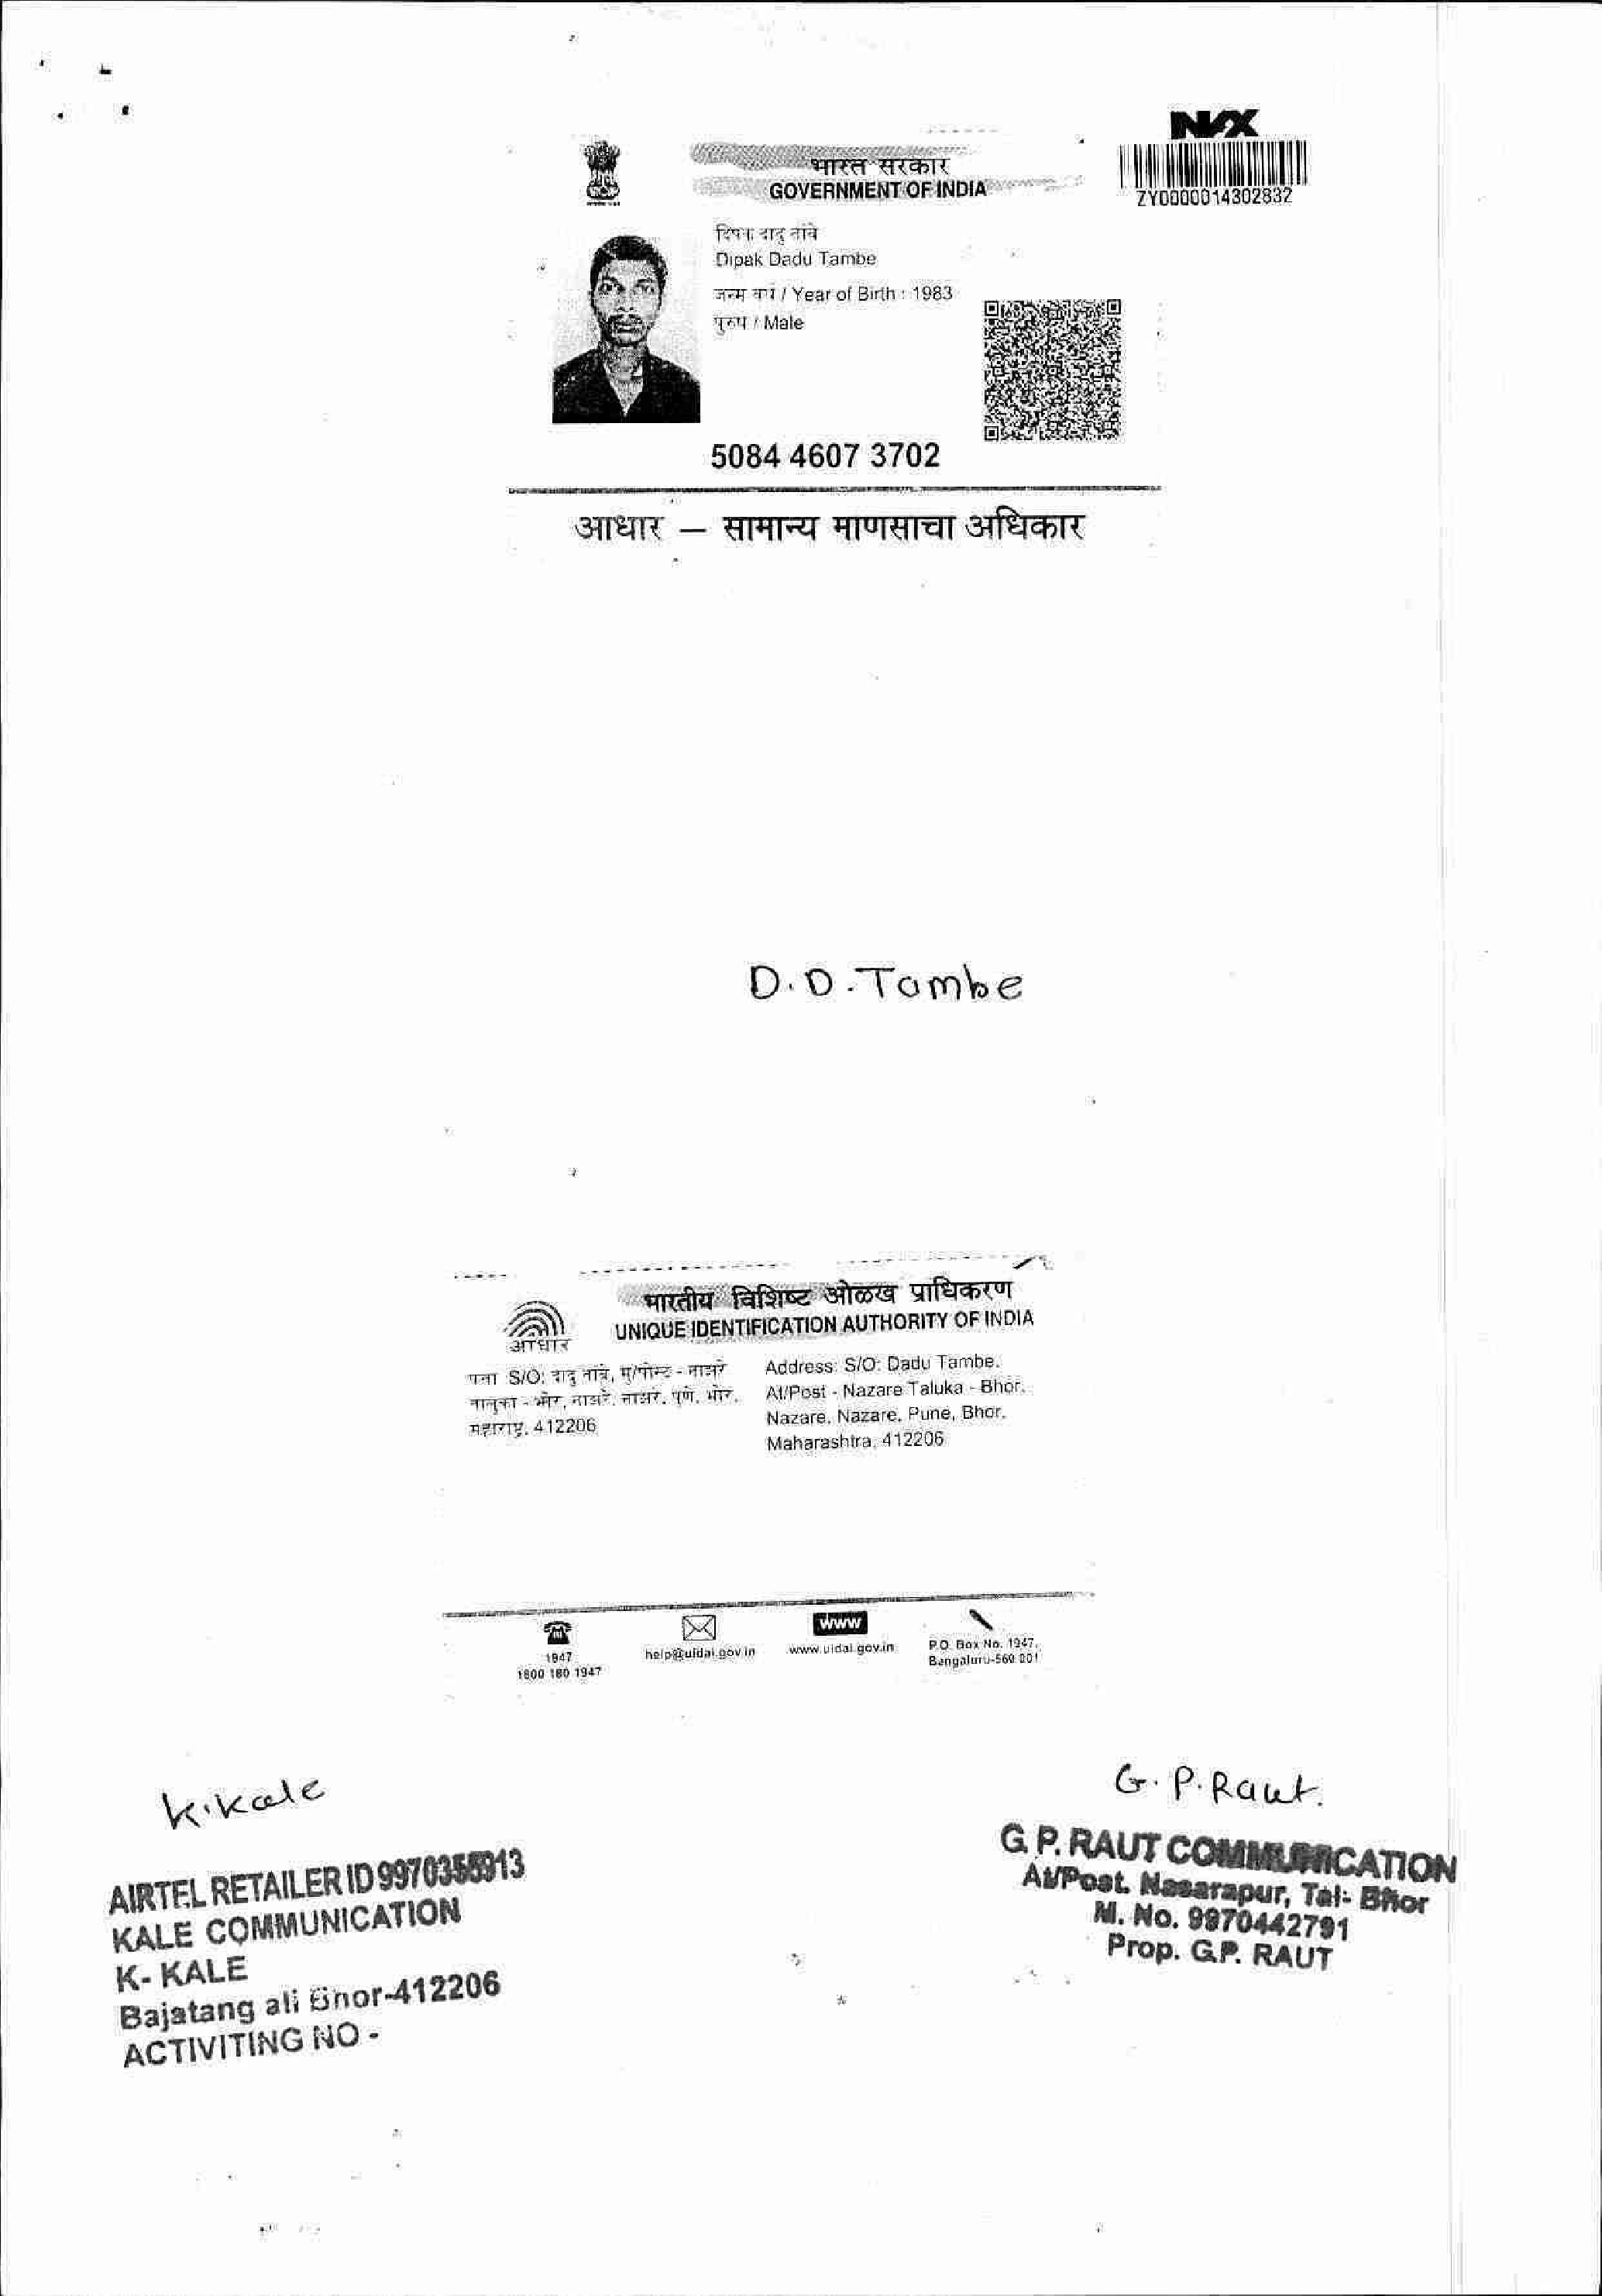 NVX
ZY0000014302832
भारत सरकार
GOVERNMENT OF INDIA
दिपक दादु तांबे
Dipak Dadu Tambe
जन्म वर्ष / Year of Birth : 1983
पुरुष / Male
5084 4607 3702
आधार – सामान्य माणसाचा अधिकार
D.D.Tambe
भारतीय विशिष्ट ओळख प्राधिकरण
UNIQUE IDENTIFICATION AUTHORITY OF INDIA
आधार
पत्ता S/O: दादु तांबे, मु/पोस्ट - नाझरे
तालुका - भोर, नाझरे, नाझरे, पुणे, भोर,
महाराष्ट्र, 412206
Address: S/O: Dadu Tambe,
At/Post - Nazare Taluka - Bhor,
Nazare, Nazare, Pune, Bhor,
Maharashtra, 412206
1947
1800 180 1947
help@uidai.gov.in
www
www.uidai.gov.in
P.O. Box No. 1947,
Bengaluru-560 001
K.Kale
AIRTEL RETAILER ID 9970355913
KALE COMMUNICATION
K- KALE
Bajatang ali Bhor-412206
ACTIVITING NO -
G.P.Raut.
G.P. RAUT COMMUNICATION
At/Post. Nasarapur, Tal- Bhor
M. No. 9970442791
Prop. G.P. RAUT